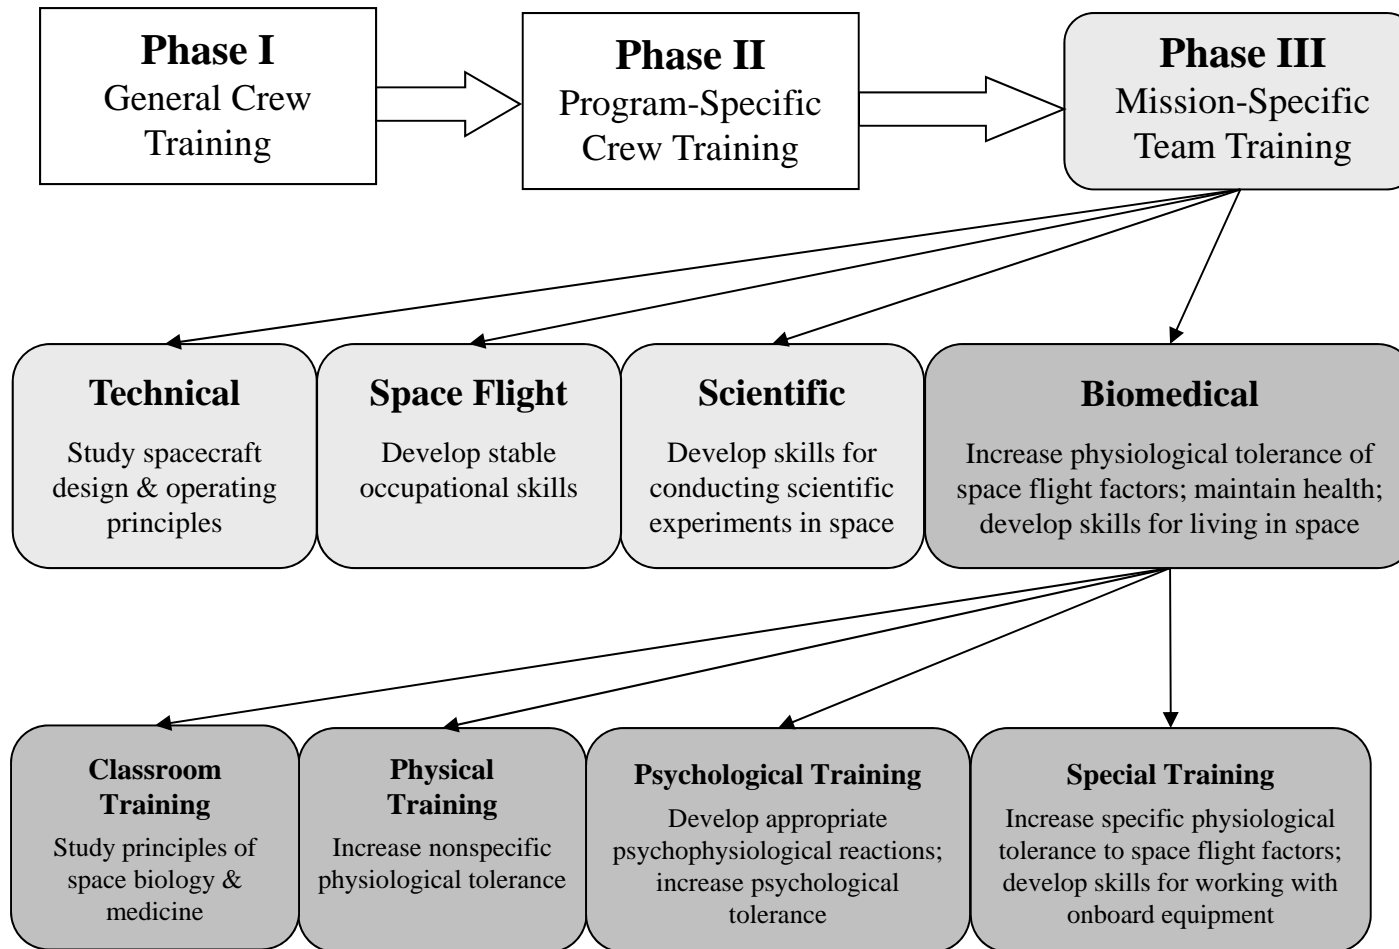 Phase I
General Crew
Training
Phase II
Program-Specific
Crew Training
Phase III
Mission-Specific
Team Training
Technical
Study spacecraft
design & operating
principles
Space Flight
Develop stable
occupational skills
Scientific
Develop skills for
conducting scientific
experiments in space
Biomedical
Increase physiological tolerance of
space flight factors; maintain health;
develop skills for living in space
Classroom
Training
Study principles of
space biology &
medicine
Physical
Training
Increase nonspecific
physiological tolerance
Psychological Training
Develop appropriate
psychophysiological reactions;
increase psychological
tolerance
Special Training
Increase specific physiological
tolerance to space flight factors;
develop skills for working with
onboard equipment